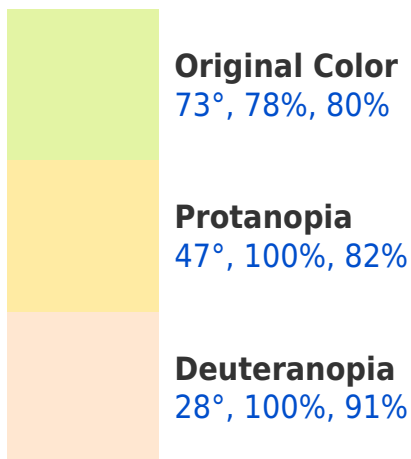 Original Color
73°, 78%, 80%
Protanopia
47°, 100%, 82%
Deuteranopia
28°, 100%, 91%